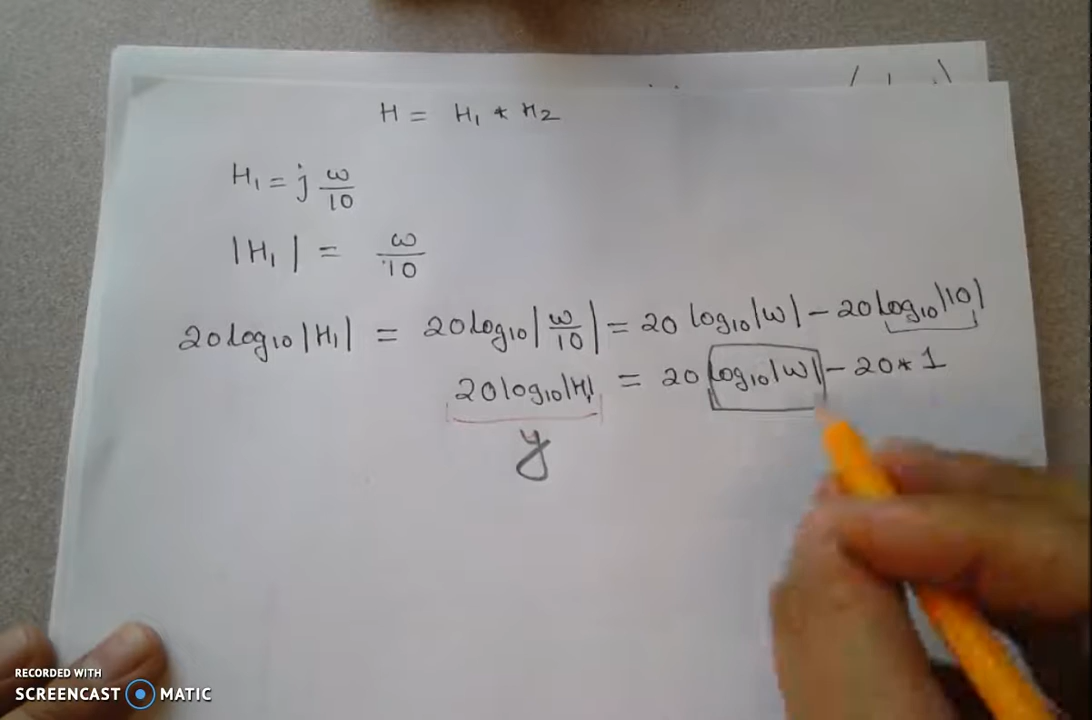 H = H₁ * H₂
H₁ = j ω/10
|H₁| = ω/10
20log₁₀|H₁| = 20log₁₀|ω/10| = 20 log₁₀|ω| - 20log₁₀|10|
20log₁₀|H₁| = 20 log₁₀|ω| - 20 * 1
y
RECORDED WITH
SCREENCAST MATIC